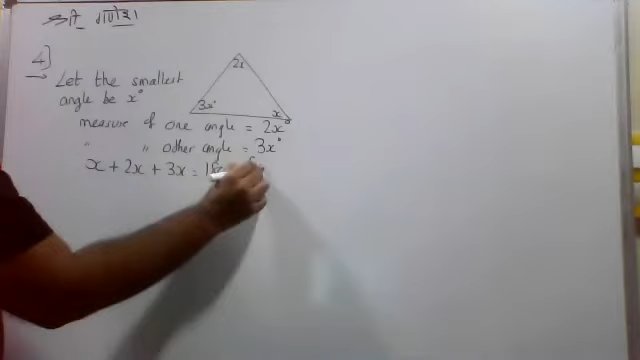 4]
Let the smallest
angle be x°
2x
3x°
x
measure of one angle = 2x°
" " other angle = 3x°
x + 2x + 3x = 18